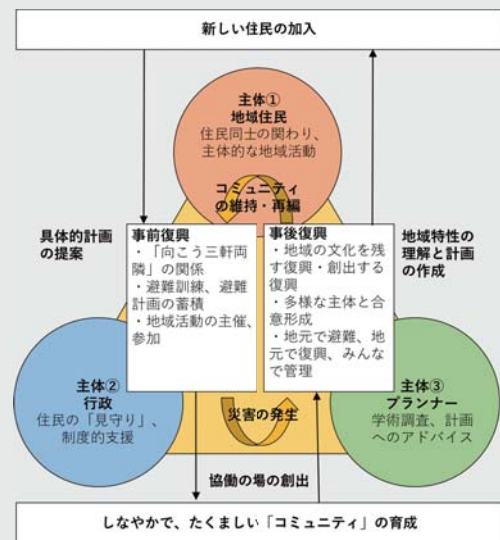 新しい住民の加入
主体①
地域住民
住民同士の関わり、
主体的な地域活動
コミュニティ
の維持・再編
具体的計画
の提案
事前復興
・「向こう三軒両
隣」の関係
・避難訓練、避難
計画の蓄積
・地域活動の主催、
参加
事後復興
・地域の文化を残
す復興・創出する
復興
・多様な主体と合
意形成
・地元で避難、地
元で復興、みんな
で管理
地域特性の
理解と計画
の作成
主体②
行政
住民の「見守り」、
制度的支援
災害の発生
主体③
プランナー
学術調査、計画
へのアドバイス
協働の場の創出
しなやかで、たくましい「コミュニティ」の育成